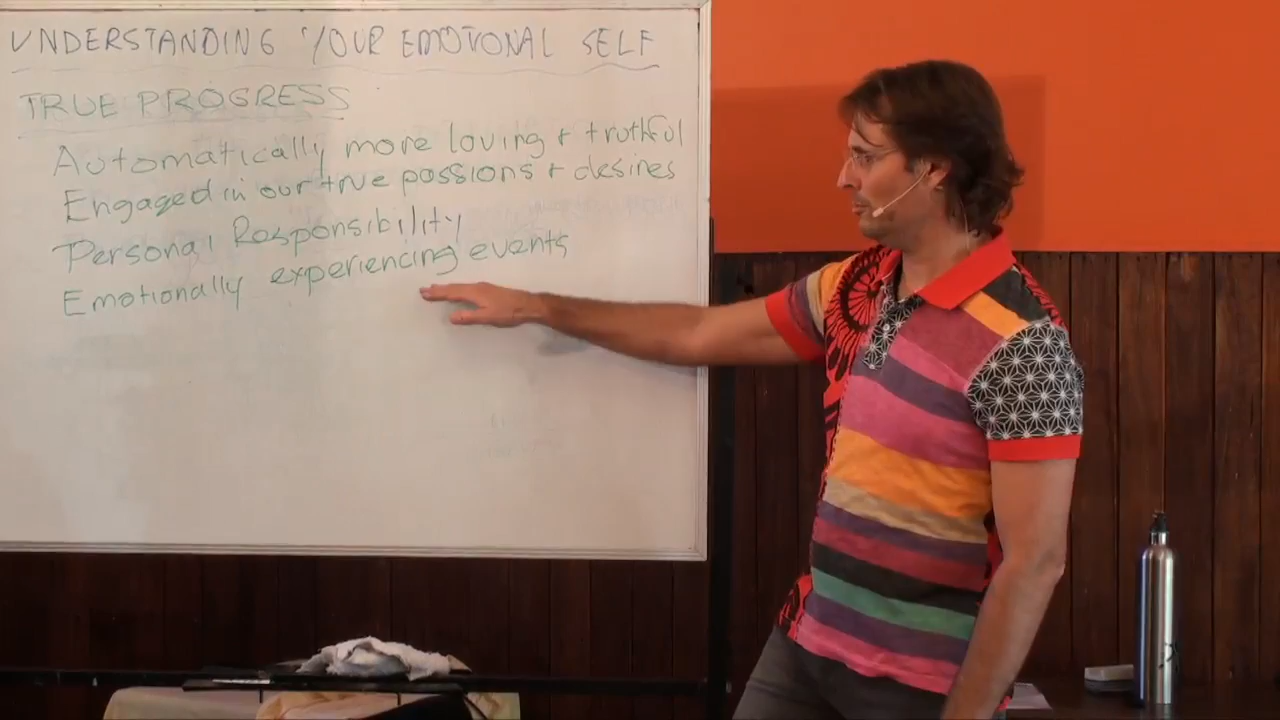 UNDERSTANDING YOUR EMOTIONAL SELF
TRUE PROGRESS
Automatically more loving + truthful
Engaged in our true passions + desires
Personal Responsibility
Emotionally experiencing events